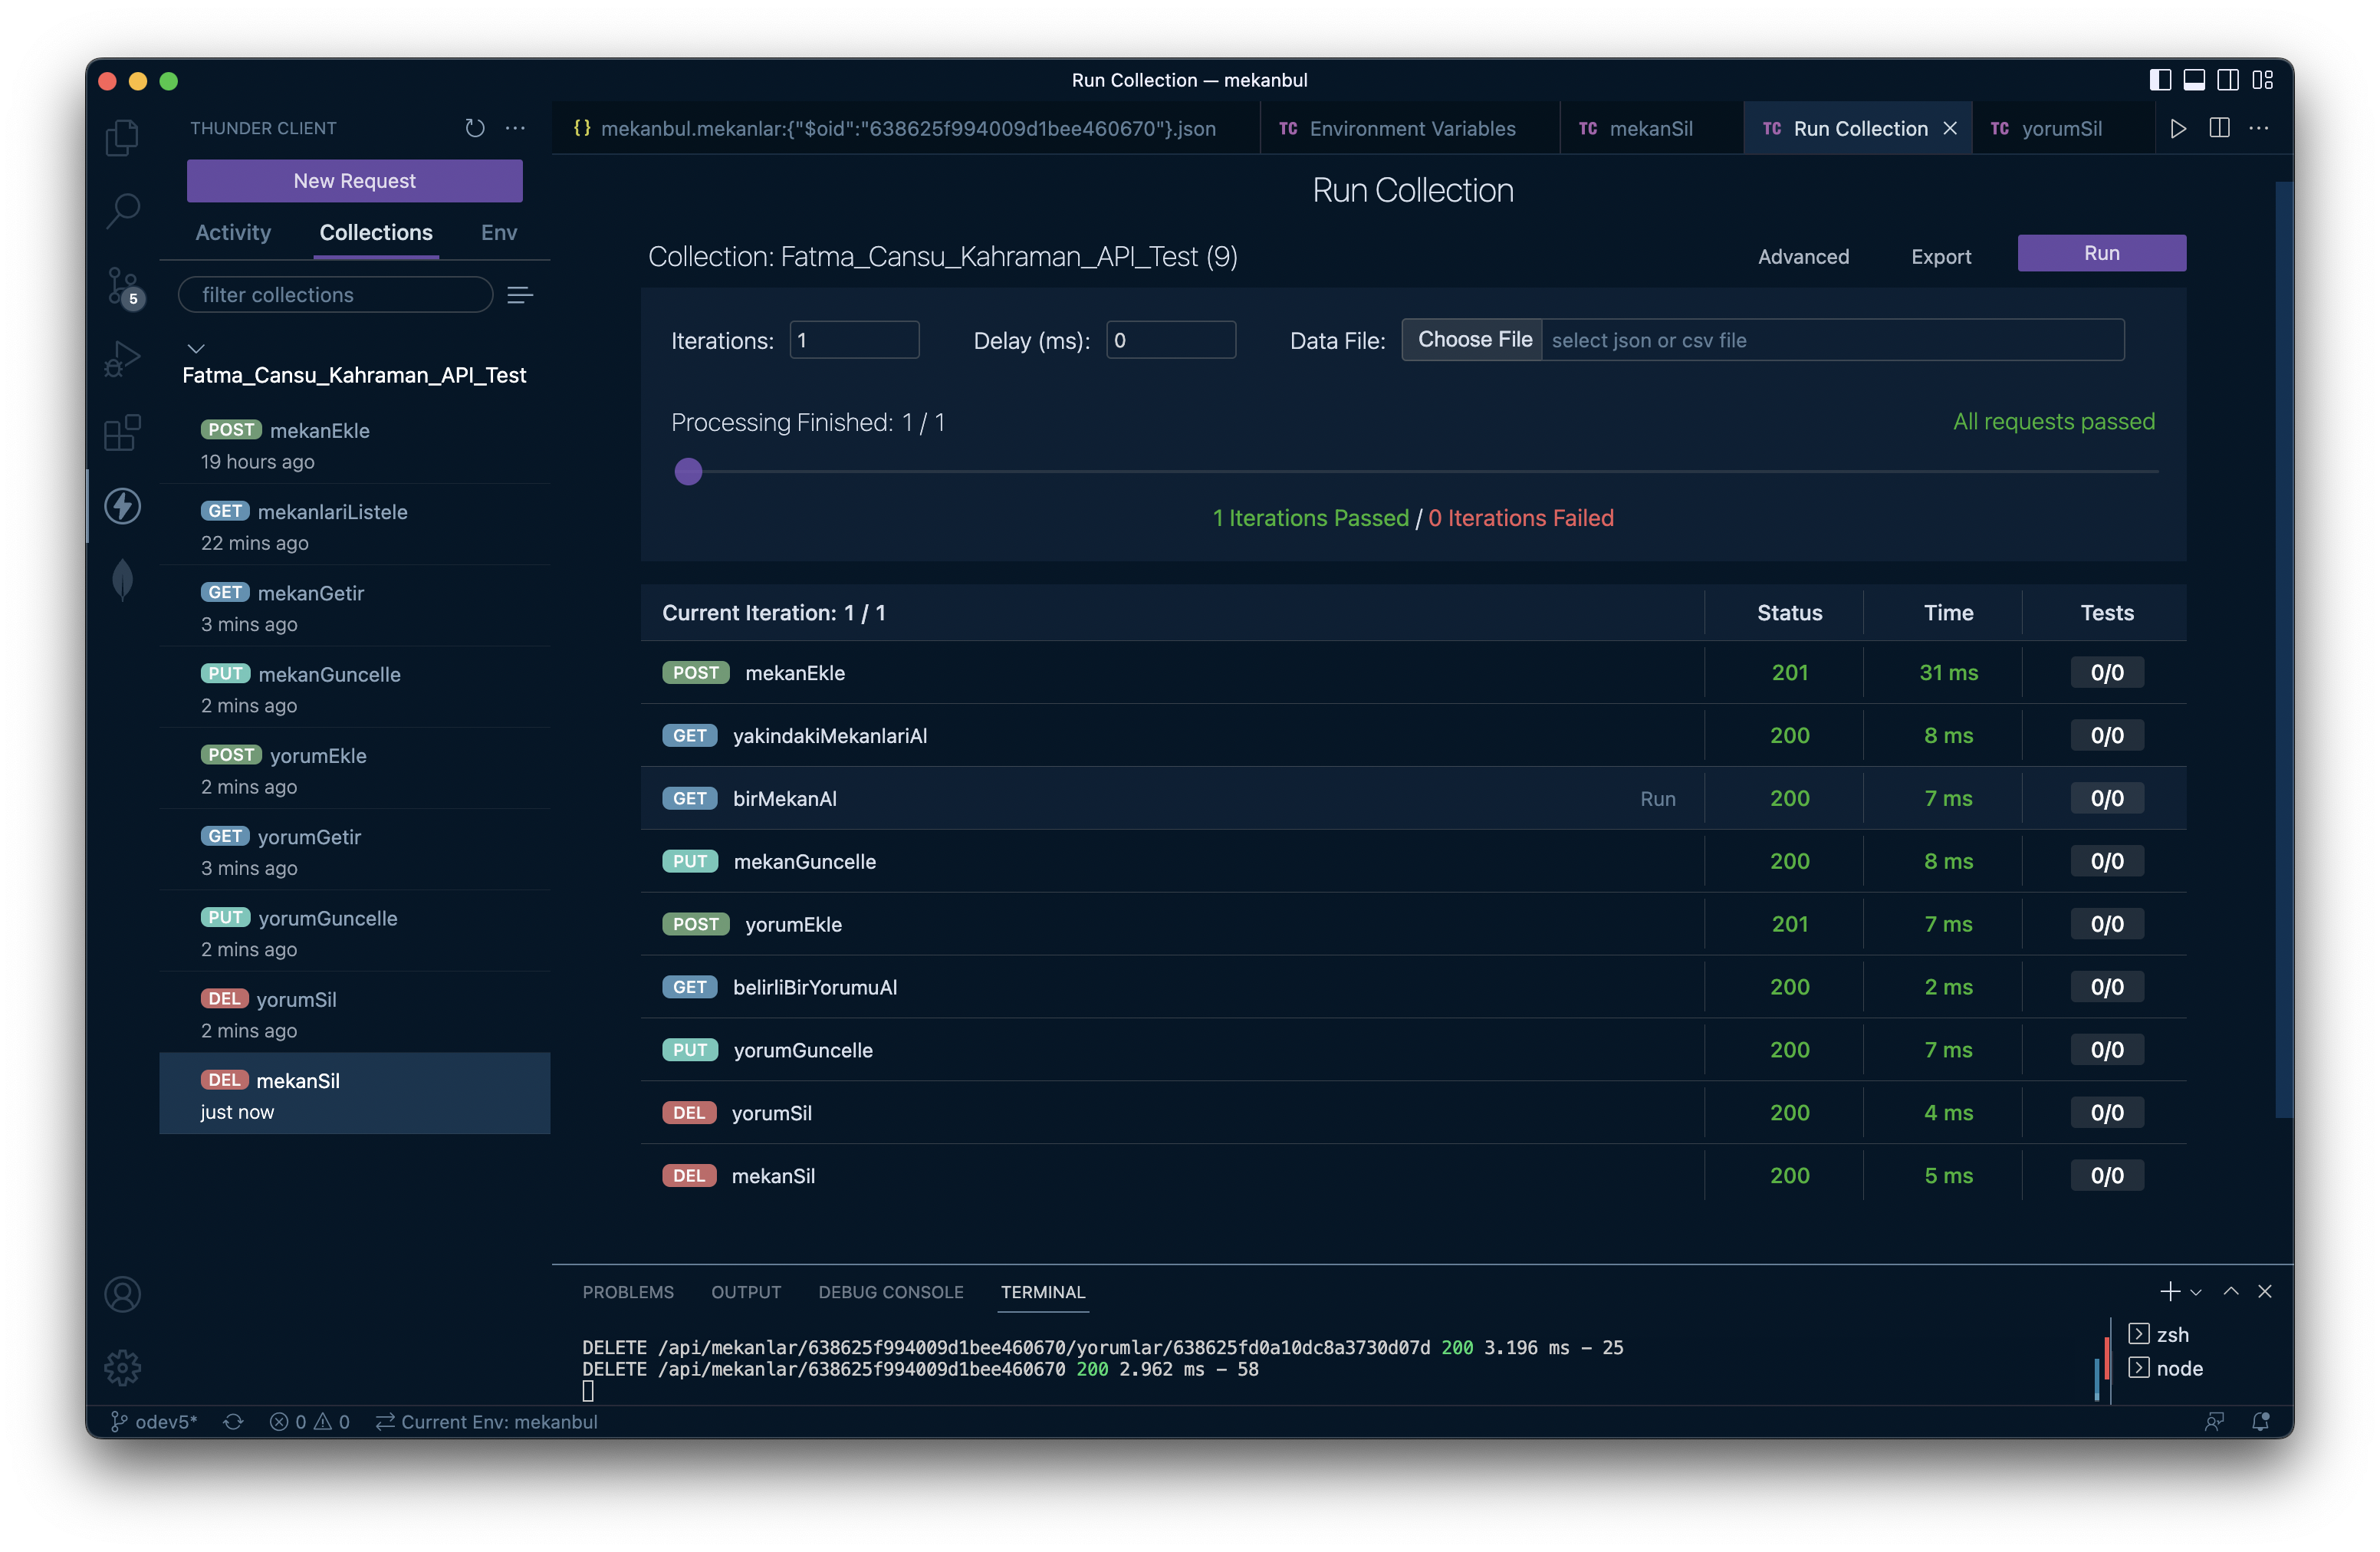 Run Collection — mekanbul
THUNDER CLIENT
New Request
Activity Collections Env
filter collections
5
Fatma_Cansu_Kahraman_API_Test
POST mekanEkle
19 hours ago
GET mekanlariListele
22 mins ago
GET mekanGetir
3 mins ago
PUT mekanGuncelle
2 mins ago
POST yorumEkle
2 mins ago
GET yorumGetir
3 mins ago
PUT yorumGuncelle
2 mins ago
DEL yorumSil
2 mins ago
DEL mekanSil
just now
{} mekanbul.mekanlar:{"$oid":"638625f994009d1bee460670"}.json TC Environment Variables TC mekanSil TC Run Collection TC yorumSil
Run Collection
Collection: Fatma_Cansu_Kahraman_API_Test (9) Advanced Export Run
Iterations: 1 Delay (ms): 0 Data File: Choose File select json or csv file
Processing Finished: 1 / 1 All requests passed
1 Iterations Passed / 0 Iterations Failed
Current Iteration: 1 / 1 Status Time Tests
POST mekanEkle 201 31 ms 0/0
GET yakindakiMekanlariAl 200 8 ms 0/0
GET birMekanAl Run 200 7 ms 0/0
PUT mekanGuncelle 200 8 ms 0/0
POST yorumEkle 201 7 ms 0/0
GET belirliBirYorumuAl 200 2 ms 0/0
PUT yorumGuncelle 200 7 ms 0/0
DEL yorumSil 200 4 ms 0/0
DEL mekanSil 200 5 ms 0/0
PROBLEMS OUTPUT DEBUG CONSOLE TERMINAL
DELETE /api/mekanlar/638625f994009d1bee460670/yorumlar/638625fd0a10dc8a3730d07d 200 3.196 ms – 25
DELETE /api/mekanlar/638625f994009d1bee460670 200 2.962 ms – 58
zsh
node
odev5* 0 0 Current Env: mekanbul